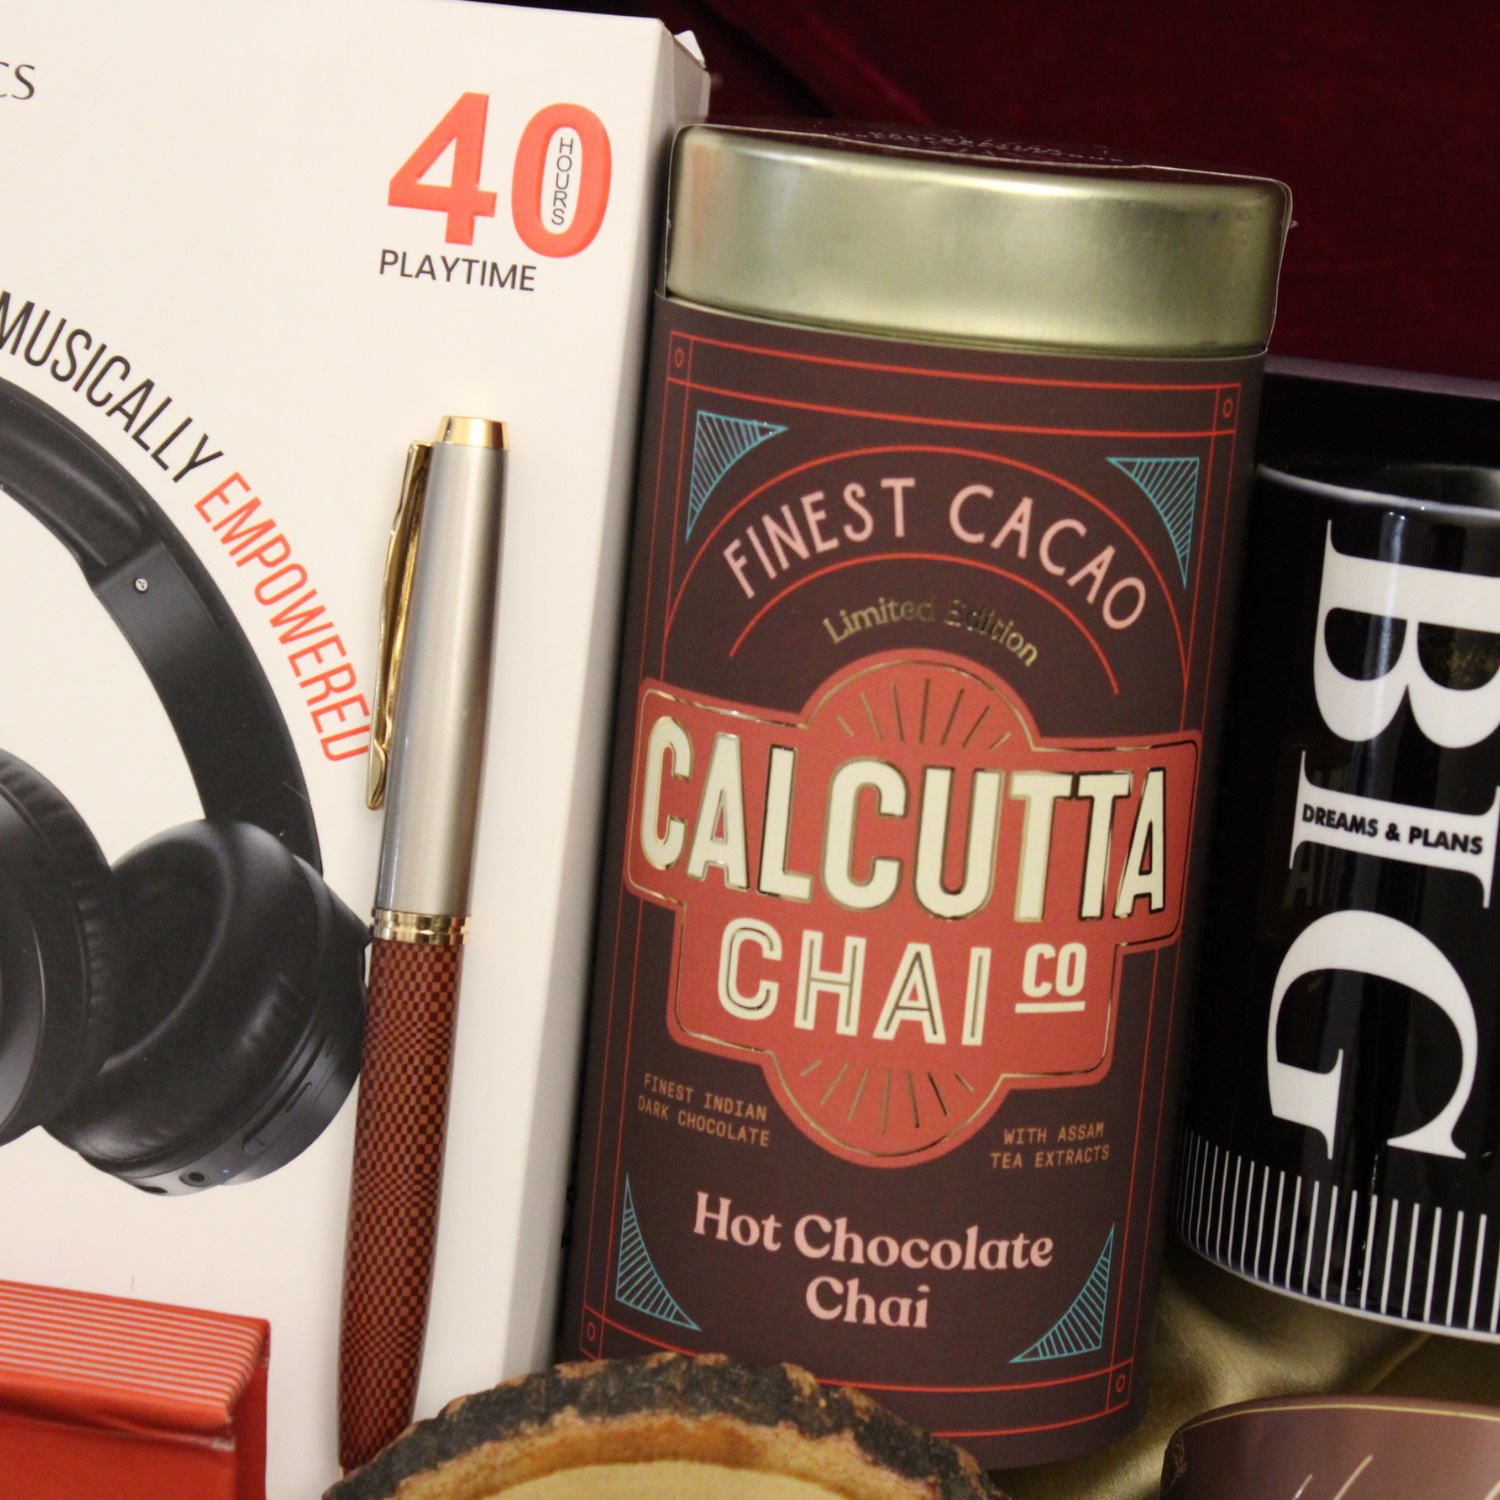 CS
40
HOURS
PLAYTIME
MUSICALLY EMPOWERED
FINEST CACAO
Limited Edition
CALCUTTA
CHAI CO
FINEST INDIAN
DARK CHOCOLATE
WITH ASSAM
TEA EXTRACTS
Hot Chocolate
Chai
BIG
DREAMS & PLANS